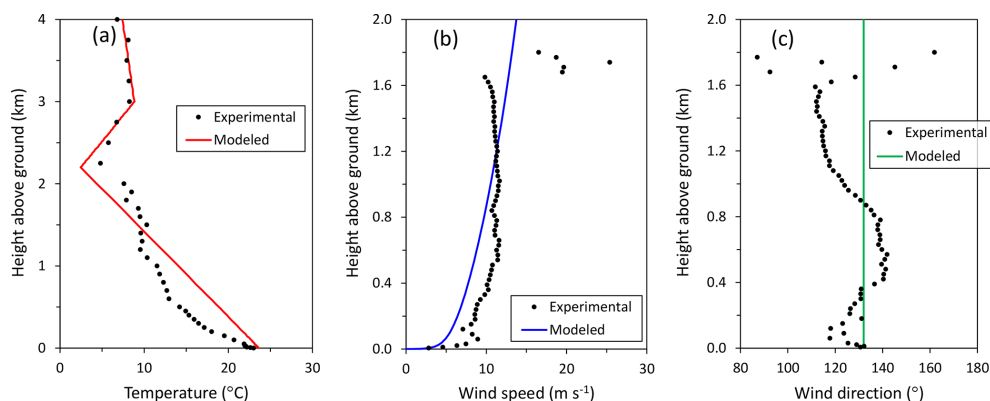 (a)
4
3
2
1
0
0
10
20
30
Height above ground (km)
Temperature (°C)
Experimental
Modeled
(b)
2.0
1.6
1.2
0.8
0.4
0.0
0
10
20
30
Height above ground (km)
Wind speed (m s-1)
Experimental
Modeled
(c)
2.0
1.6
1.2
0.8
0.4
0.0
80
100
120
140
160
180
Height above ground (km)
Wind direction (°)
Experimental
Modeled